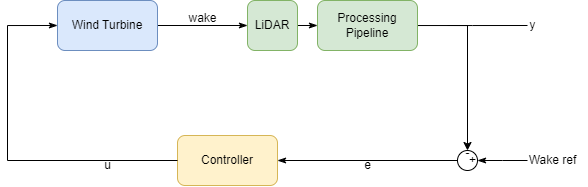 wake
Wind Turbine
LiDAR
Processing
Pipeline
y
-
+
Controller
u
e
Wake ref